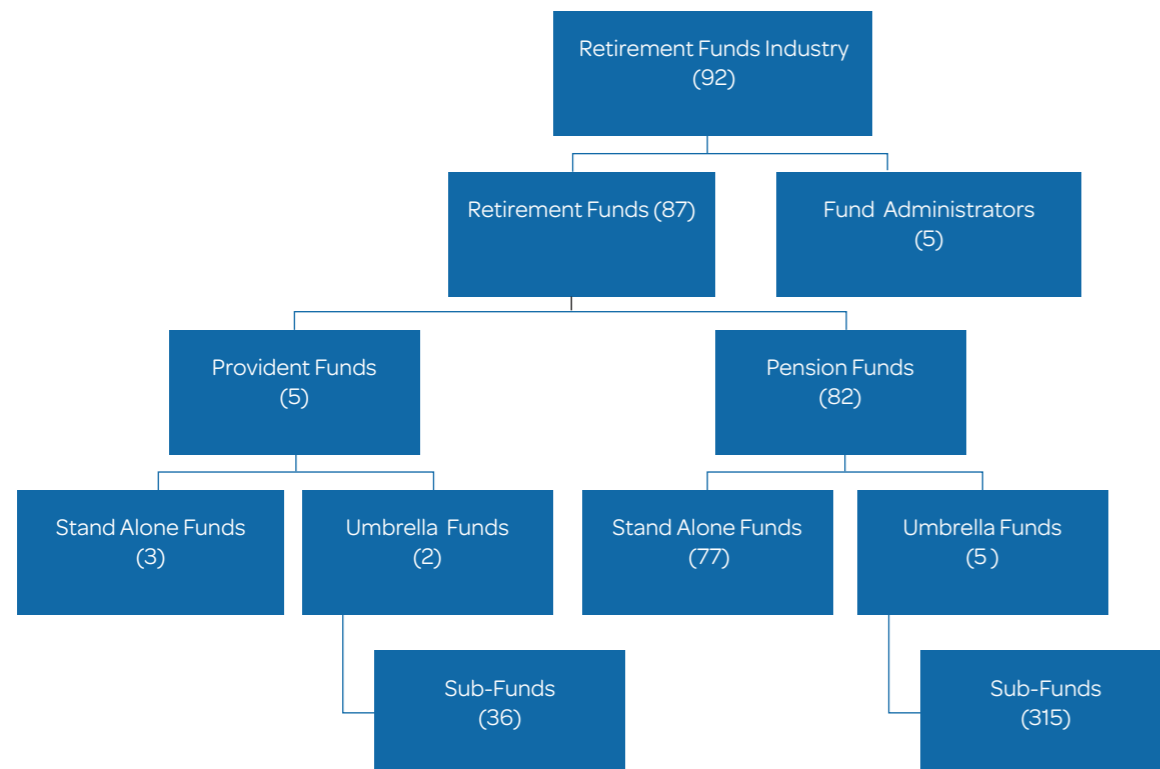 Retirement Funds Industry
(92)
Retirement Funds (87)
Fund Administrators
(5)
Provident Funds
(5)
Pension Funds
(82)
Stand Alone Funds
(3)
Umbrella Funds
(2)
Stand Alone Funds
(77)
Umbrella Funds
(5 )
Sub-Funds
(36)
Sub-Funds
(315)